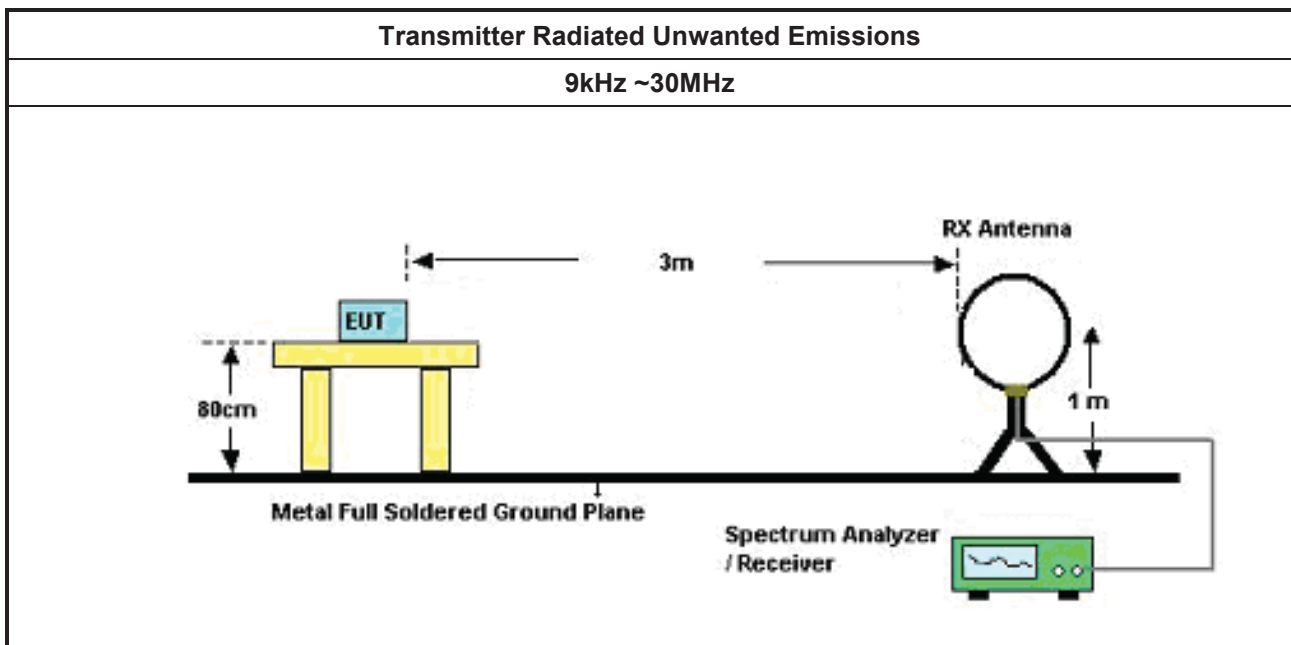 Transmitter Radiated Unwanted Emissions
9kHz ~30MHz
RX Antenna
3m
EUT
80cm
1 m
Metal Full Soldered Ground Plane
Spectrum Analyzer
/ Receiver